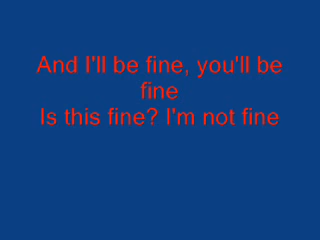 And I'll be fine, you'll be
fine
Is this fine? I'm not fine